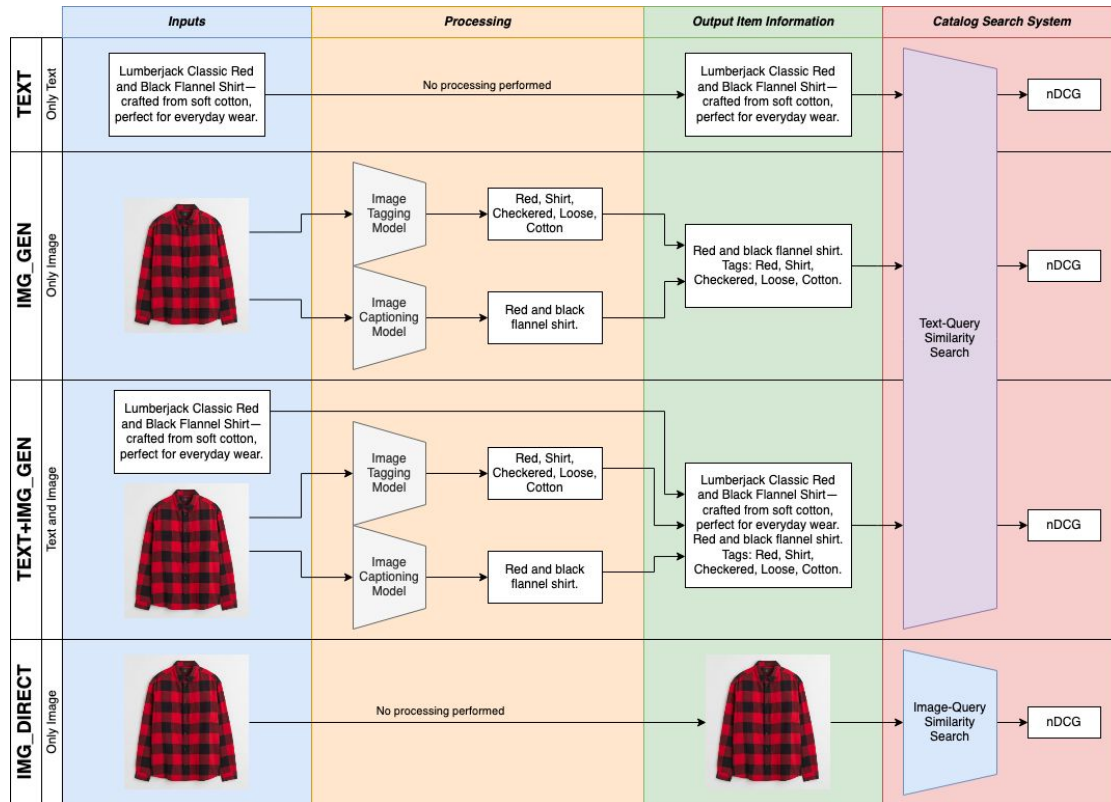 Inputs
Processing
Output Item Information
Catalog Search System
TEXT
Only Text
Lumberjack Classic Red
and Black Flannel Shirt—
crafted from soft cotton,
perfect for everyday wear.
No processing performed
Lumberjack Classic Red
and Black Flannel Shirt—
crafted from soft cotton,
perfect for everyday wear.
nDCG
IMG_GEN
Only Image
Image
Tagging
Model
Red, Shirt,
Checkered, Loose,
Cotton
Image
Captioning
Model
Red and black
flannel shirt.
Red and black flannel shirt.
Tags: Red, Shirt,
Checkered, Loose, Cotton.
nDCG
Text-Query
Similarity
Search
TEXT+IMG_GEN
Text and Image
Lumberjack Classic Red
and Black Flannel Shirt—
crafted from soft cotton,
perfect for everyday wear.
Image
Tagging
Model
Red, Shirt,
Checkered, Loose,
Cotton
Image
Captioning
Model
Red and black
flannel shirt.
Lumberjack Classic Red
and Black Flannel Shirt—
crafted from soft cotton,
perfect for everyday wear.
Red and black flannel shirt.
Tags: Red, Shirt,
Checkered, Loose, Cotton.
nDCG
IMG_DIRECT
Only Image
No processing performed
Image-Query
Similarity
Search
nDCG